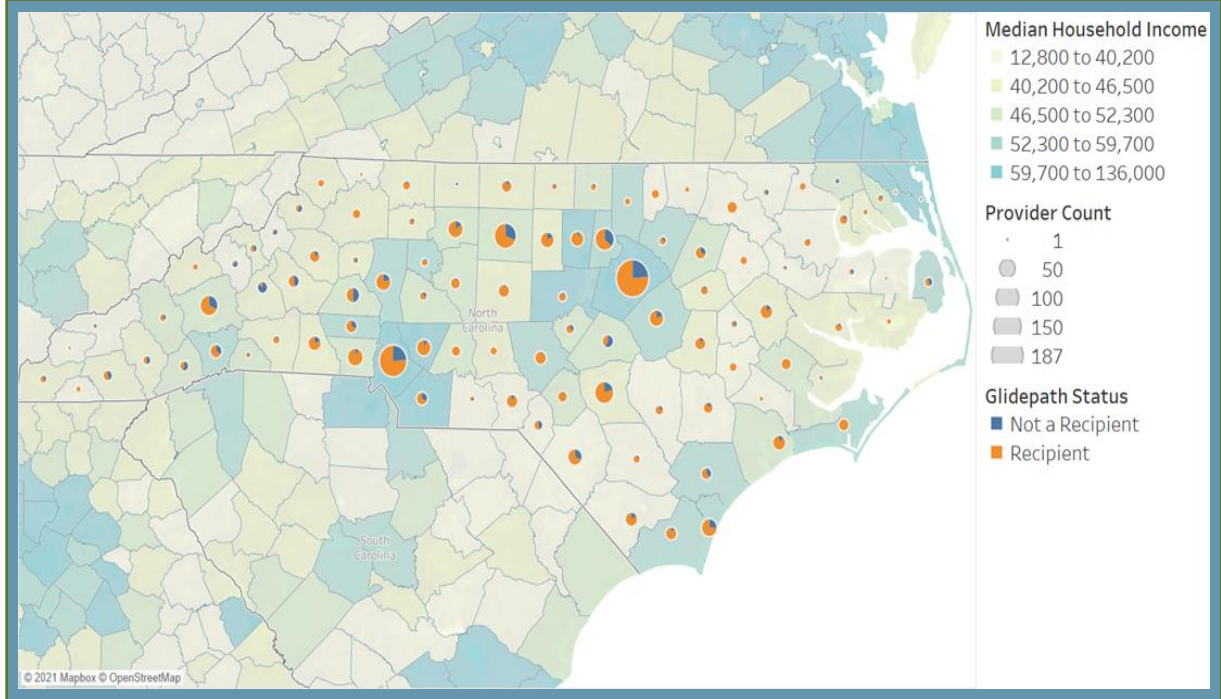 Median Household Income
12,800 to 40,200
40,200 to 46,500
46,500 to 52,300
52,300 to 59,700
59,700 to 136,000
Provider Count
1
50
100
150
187
Glidepath Status
Not a Recipient
Recipient
North
Carolina
South
Carolina
© 2021 Mapbox © OpenStreetMap